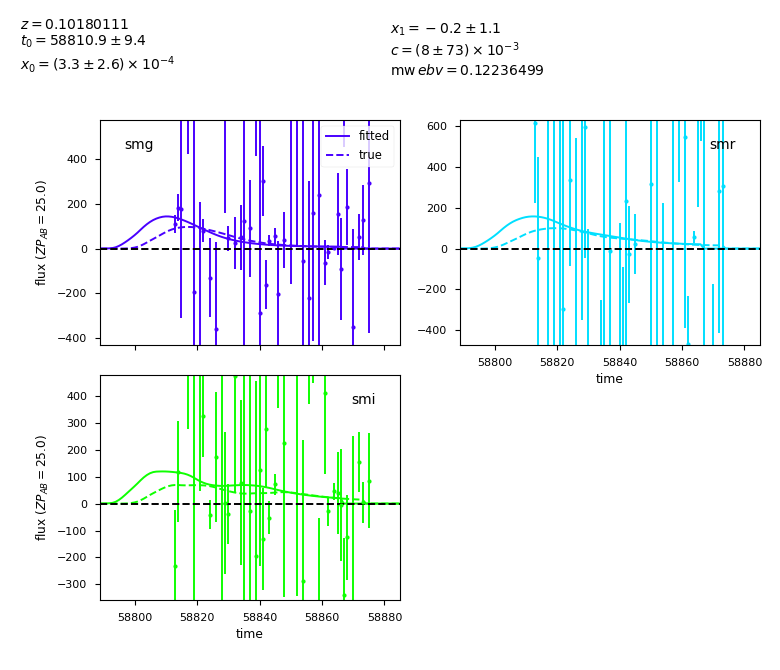 z = 0.10180111
t₀ = 58810.9 ± 9.4
x₀ = (3.3 ± 2.6) × 10⁻⁴
x₁ = −0.2 ± 1.1
c = (8 ± 73) × 10⁻³
mwebv = 0.12236499
smg
fitted
true
400
200
0
−200
−400
flux (ZP_AB = 25.0)
smr
600
400
200
0
−200
−400
58800 58820 58840 58860 58880
time
smi
400
300
200
100
0
−100
−200
−300
flux (ZP_AB = 25.0)
58800 58820 58840 58860 58880
time